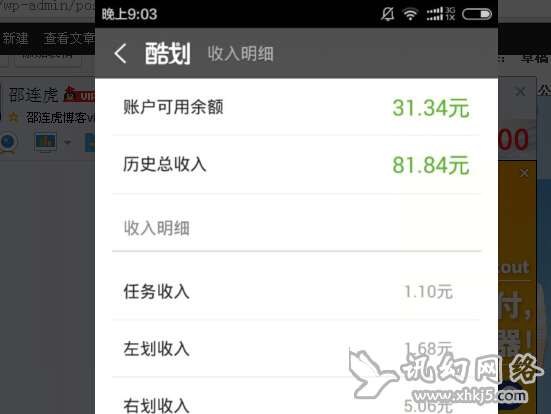 /wp-admin/pos
晚上9:03
3G
1X
新建
查看文章
草稿
酷划 收入明细
邵连虎
VIP
邵连虎博客vi
公
账户可用余额 31.34元
00
历史总收入 81.84元
收入明细
out
任务收入 1.10元
付,
左划收入 1.68元
器!
右划收入 5.06元
讯幻网络
www.xhkj5.com